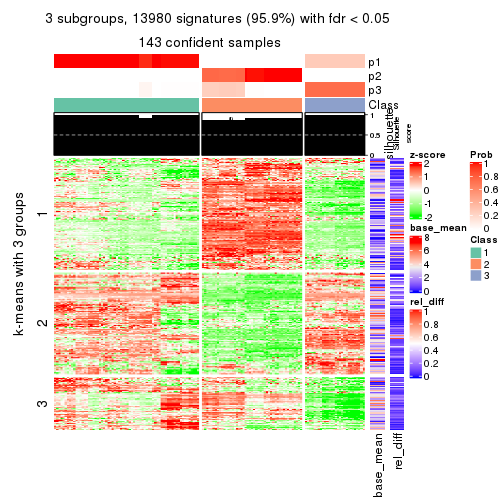 3 subgroups, 13980 signatures (95.9%) with fdr < 0.05
143 confident samples
p1
p2
p3
Class
1
0.5
0
silhouette
Silhouette
score
k-means with 3 groups
1
2
3
base_mean
rel_diff
z-score
2
1
0
-1
-2
base_mean
8
6
4
2
0
rel_diff
1
0.8
0.6
0.4
0.2
0
Prob
1
0.8
0.6
0.4
0.2
0
Class
1
2
3